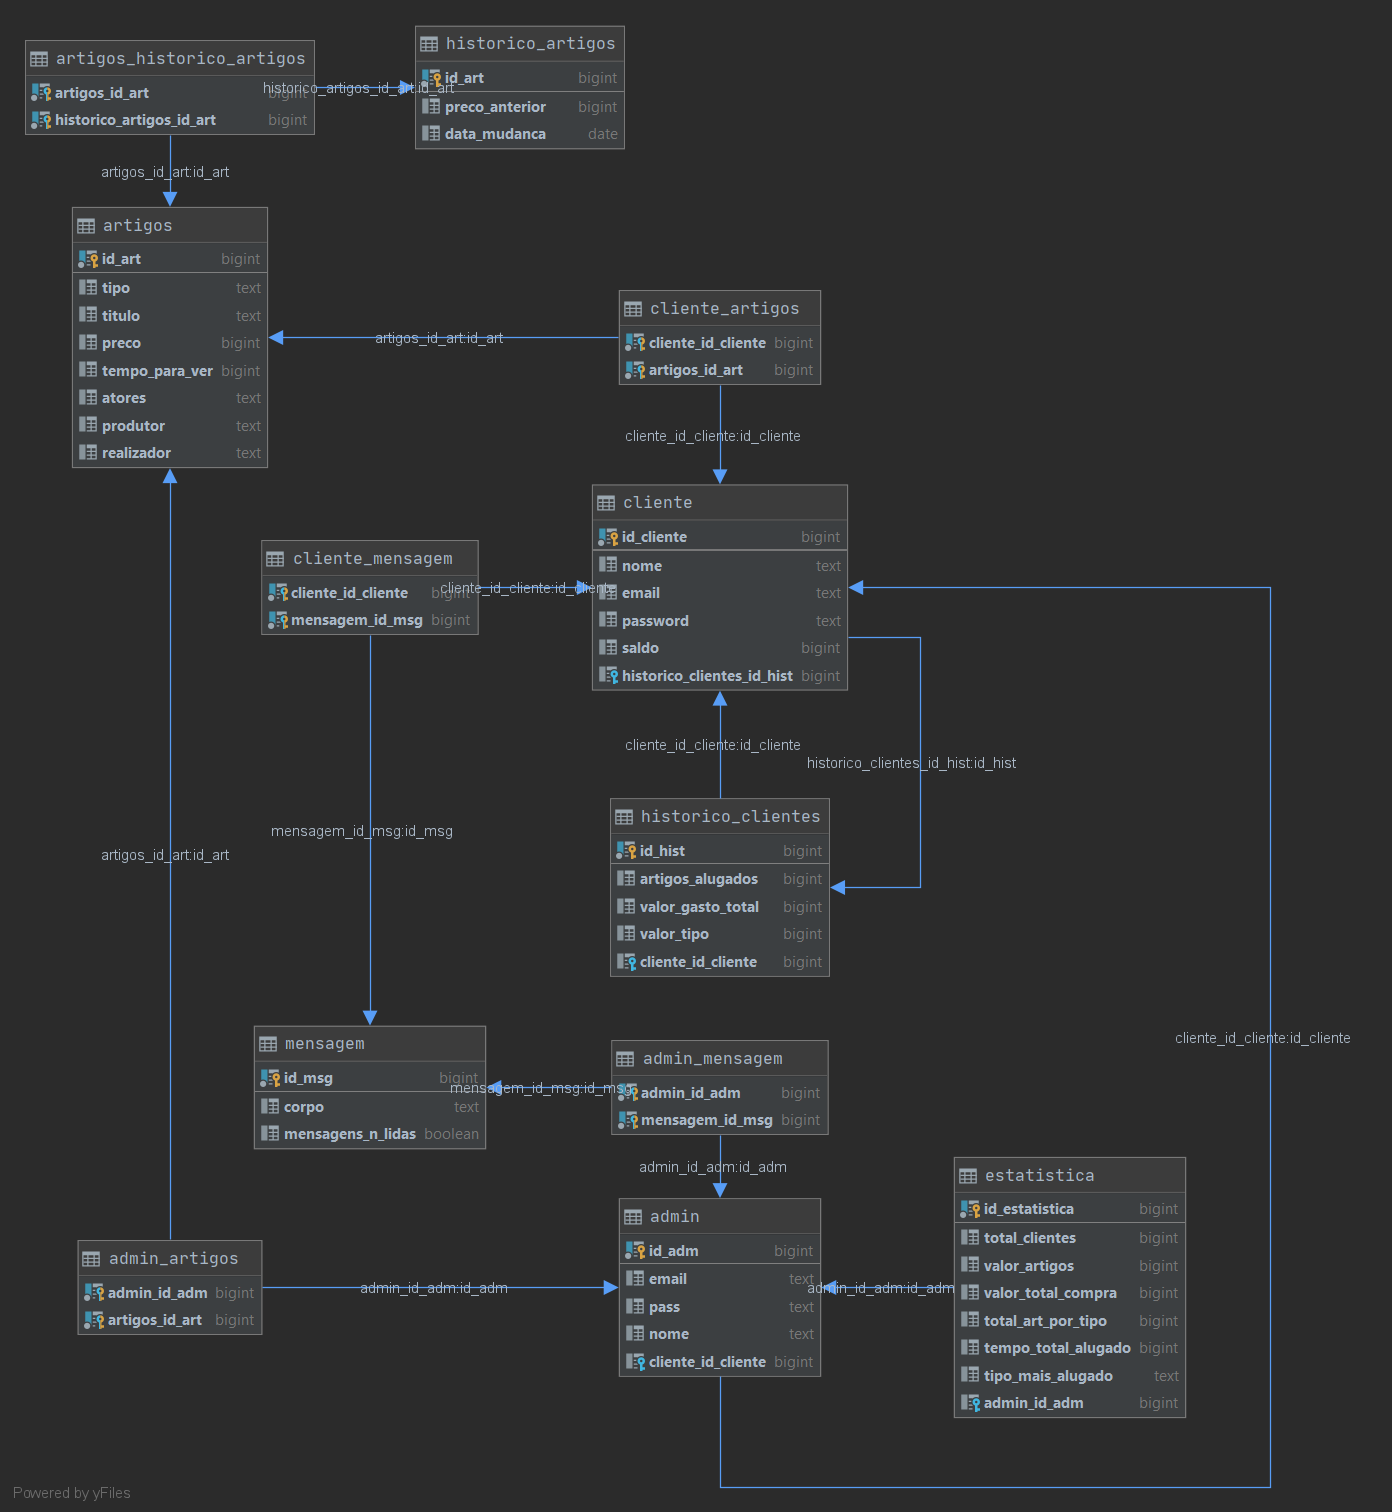 artigos_historico_artigos
artigos_id_art bigint
historico_artigos_id_art bigint
historico_artigos_id_art:id_art
historico_artigos
id_art bigint
preco_anterior bigint
data_mudanca date
artigos_id_art:id_art
artigos
id_art bigint
tipo text
titulo text
preco bigint
tempo_para_ver bigint
atores text
produtor text
realizador text
artigos_id_art:id_art
cliente_artigos
cliente_id_cliente bigint
artigos_id_art bigint
cliente_id_cliente:id_cliente
cliente
id_cliente bigint
nome text
email text
password text
saldo bigint
historico_clientes_id_hist bigint
cliente_mensagem
cliente_id_cliente bigint
mensagem_id_msg bigint
cliente_id_cliente:id_cliente
cliente_id_cliente:id_cliente
historico_clientes_id_hist:id_hist
historico_clientes
id_hist bigint
artigos_alugados bigint
valor_gasto_total bigint
valor_tipo bigint
cliente_id_cliente bigint
mensagem_id_msg:id_msg
artigos_id_art:id_art
cliente_id_cliente:id_cliente
mensagem
id_msg bigint
corpo text
mensagens_n_lidas boolean
mensagem_id_msg:id_msg
admin_mensagem
admin_id_adm bigint
mensagem_id_msg bigint
admin_id_adm:id_adm
admin
id_adm bigint
email text
pass text
nome text
cliente_id_cliente bigint
admin_id_adm:id_adm
estatistica
id_estatistica bigint
total_clientes bigint
valor_artigos bigint
valor_total_compra bigint
total_art_por_tipo bigint
tempo_total_alugado bigint
tipo_mais_alugado text
admin_id_adm bigint
admin_artigos
admin_id_adm bigint
artigos_id_art bigint
admin_id_adm:id_adm
Powered by yFiles